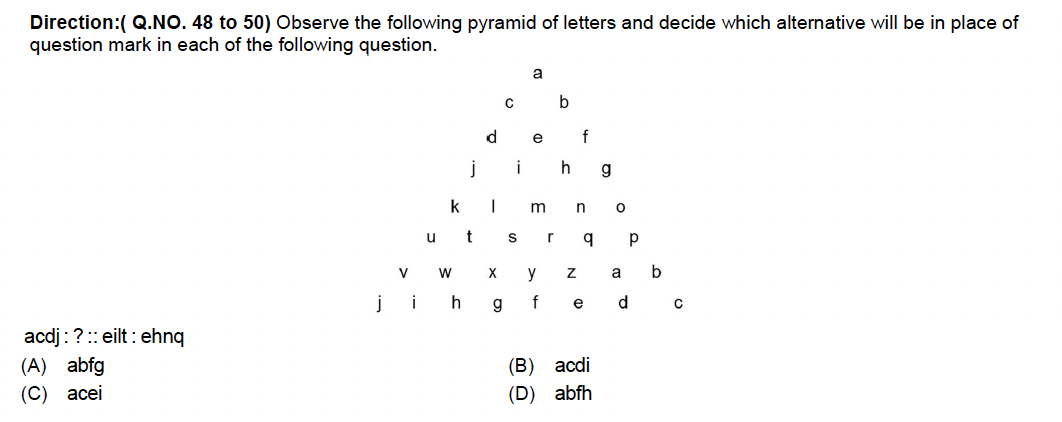 Direction:( Q.NO. 48 to 50) Observe the following pyramid of letters and decide which alternative will be in place of
question mark in each of the following question.
a
c b
d e f
j i h g
k l m n o
u t s r q p
v w x y z a b
j i h g f e d c
acdj : ? :: eilt : ehnq
(A) abfg (B) acdi
(C) acei (D) abfh